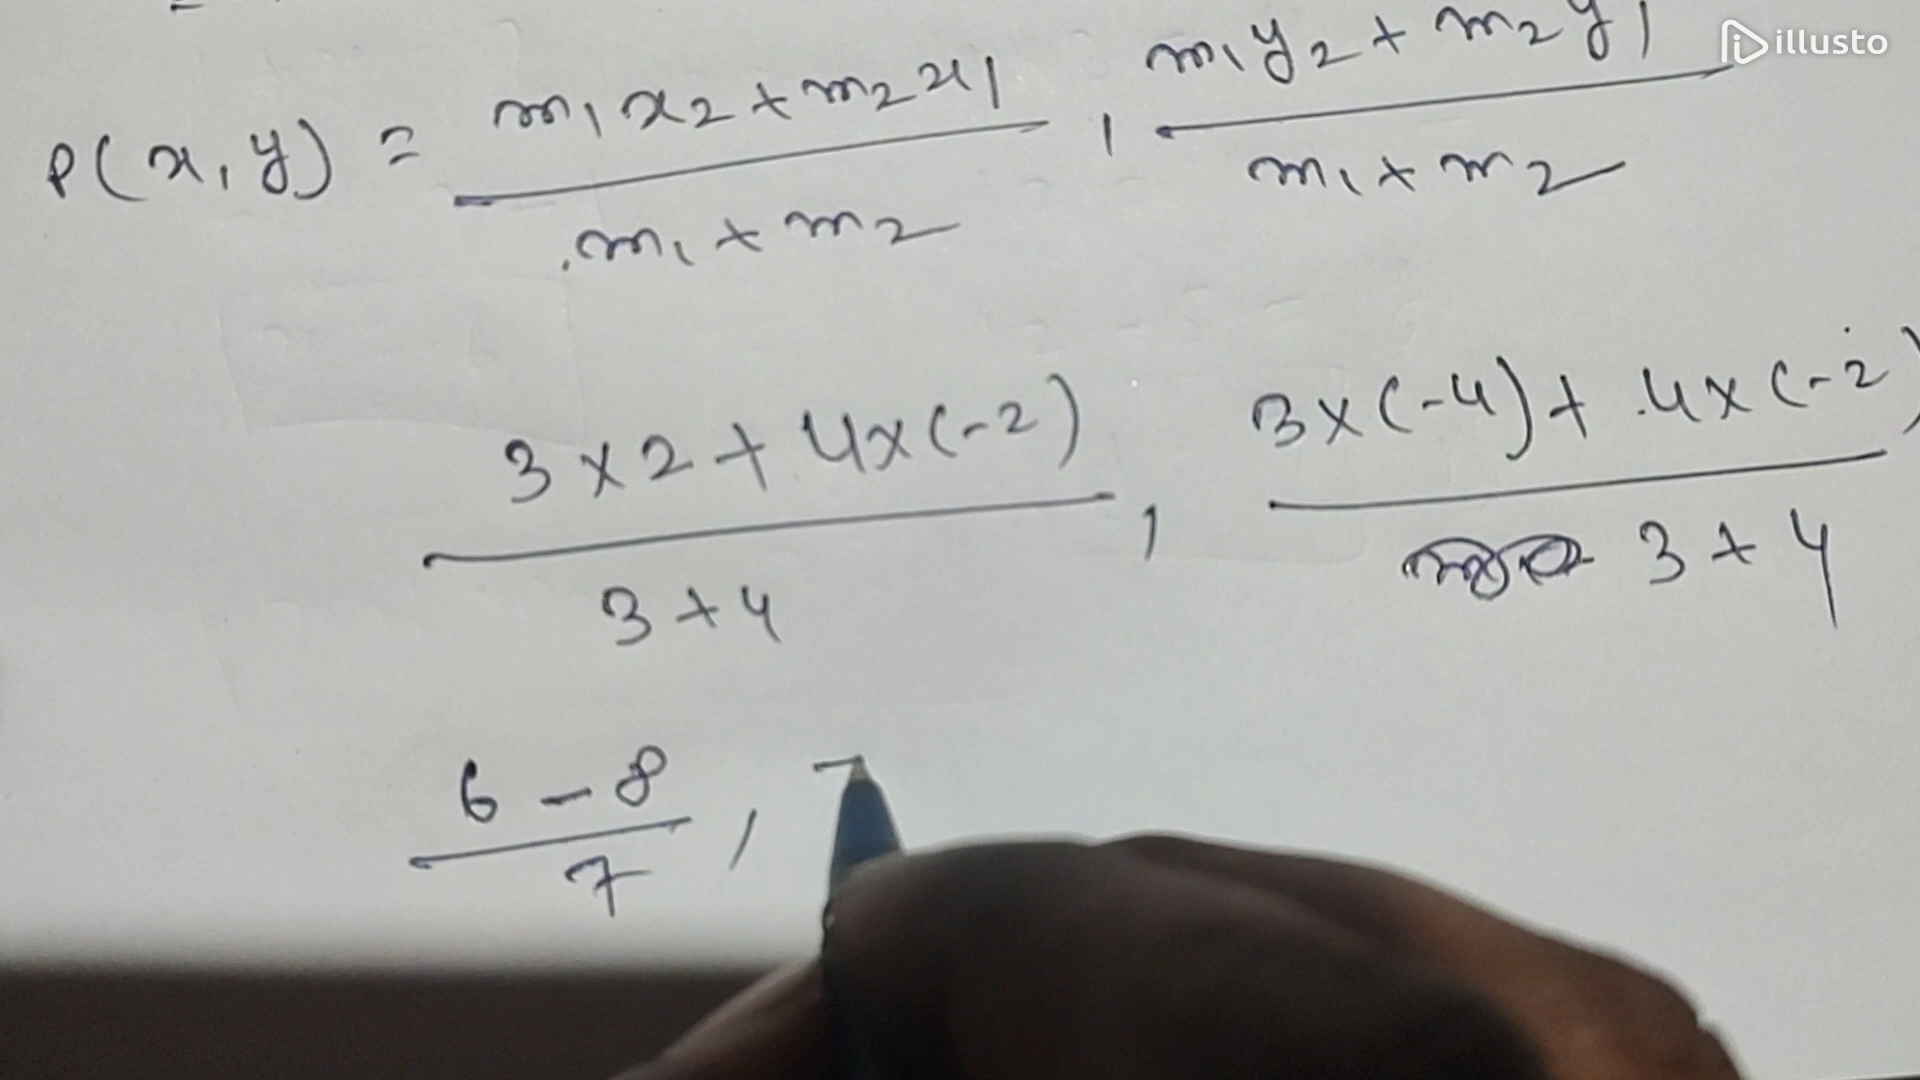 illusto
P(x, y) = m1x2 + m2x1 / m1 + m2 , m1y2 + m2y1 / m1 + m2
3 x 2 + 4 x (-2) / 3 + 4 , 3 x (-4) + 4 x (-2) / 3 + 4
6 - 8 / 7 , -